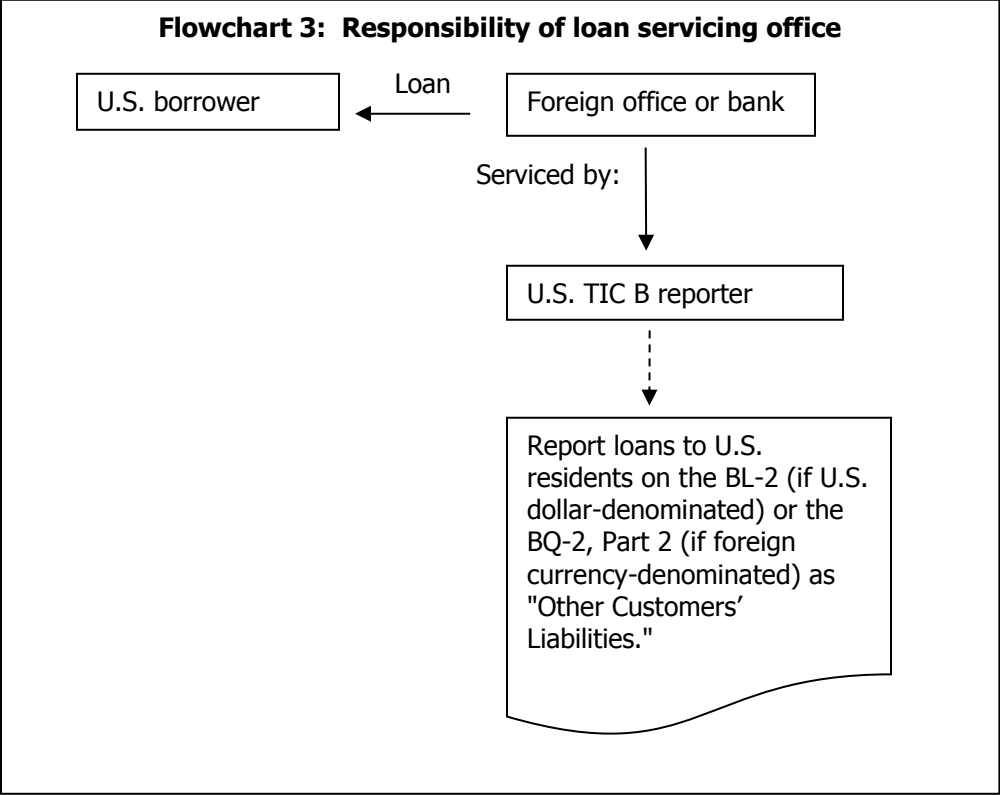 Flowchart 3:  Responsibility of loan servicing office
U.S. borrower
Loan
Foreign office or bank
Serviced by:
U.S. TIC B reporter
Report loans to U.S.
residents on the BL-2 (if U.S.
dollar-denominated) or the
BQ-2, Part 2 (if foreign
currency-denominated) as
"Other Customers’
Liabilities."